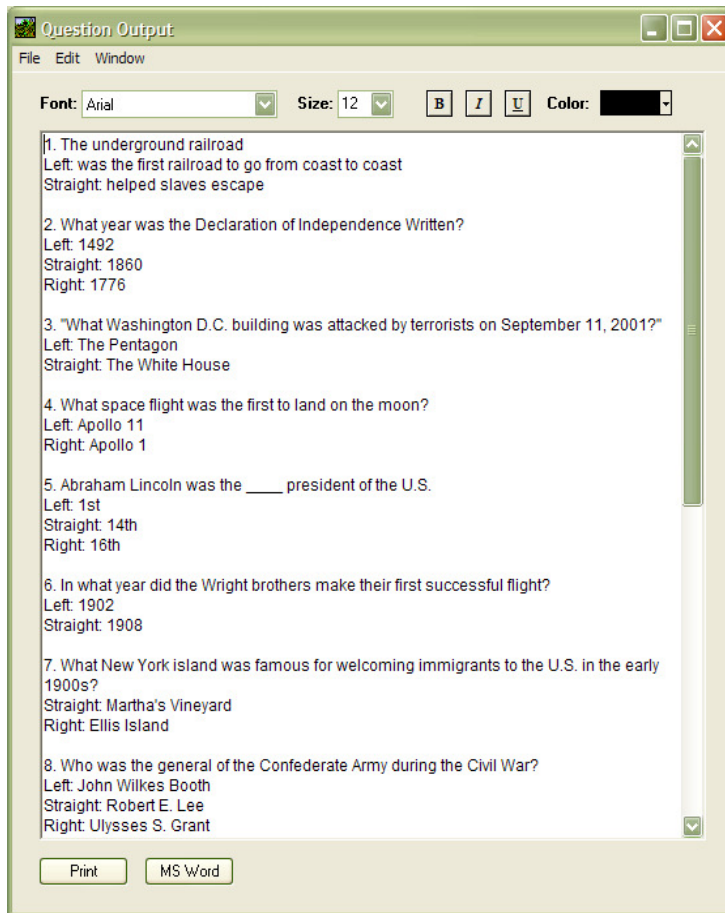 Question Output
File Edit Window
Font: Arial Size: 12 B I U Color:
1. The underground railroad
Left: was the first railroad to go from coast to coast
Straight: helped slaves escape
2. What year was the Declaration of Independence Written?
Left: 1492
Straight: 1860
Right: 1776
3. "What Washington D.C. building was attacked by terrorists on September 11, 2001?"
Left: The Pentagon
Straight: The White House
4. What space flight was the first to land on the moon?
Left: Apollo 11
Right: Apollo 1
5. Abraham Lincoln was the ____ president of the U.S.
Left: 1st
Straight: 14th
Right: 16th
6. In what year did the Wright brothers make their first successful flight?
Left: 1902
Straight: 1908
7. What New York island was famous for welcoming immigrants to the U.S. in the early
1900s?
Straight: Martha's Vineyard
Right: Ellis Island
8. Who was the general of the Confederate Army during the Civil War?
Left: John Wilkes Booth
Straight: Robert E. Lee
Right: Ulysses S. Grant
Print MS Word